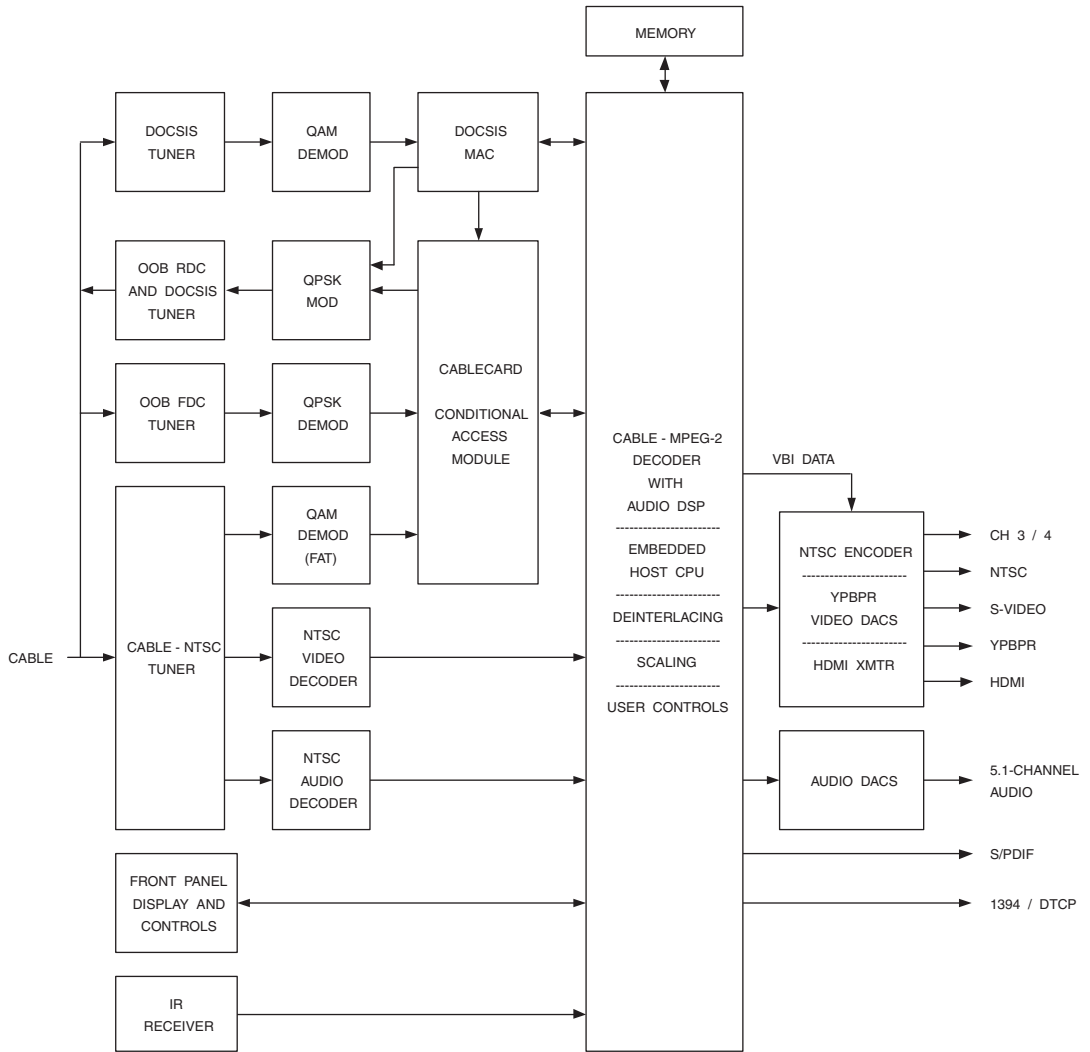 MEMORY
DOCSIS
TUNER
QAM
DEMOD
DOCSIS
MAC
OOB RDC
AND DOCSIS
TUNER
QPSK
MOD
CABLECARD
CONDITIONAL
ACCESS
MODULE
OOB FDC
TUNER
QPSK
DEMOD
QAM
DEMOD
(FAT)
CABLE
CABLE - NTSC
TUNER
NTSC
VIDEO
DECODER
NTSC
AUDIO
DECODER
FRONT PANEL
DISPLAY AND
CONTROLS
IR
RECEIVER
CABLE - MPEG-2
DECODER
WITH
AUDIO DSP
-----------------------
EMBEDDED
HOST CPU
-----------------------
DEINTERLACING
-----------------------
SCALING
-----------------------
USER CONTROLS
VBI DATA
NTSC ENCODER
-----------------------
YPBPR
VIDEO DACS
-----------------------
HDMI XMTR
CH 3 / 4
NTSC
S-VIDEO
YPBPR
HDMI
AUDIO DACS
5.1-CHANNEL
AUDIO
S/PDIF
1394 / DTCP